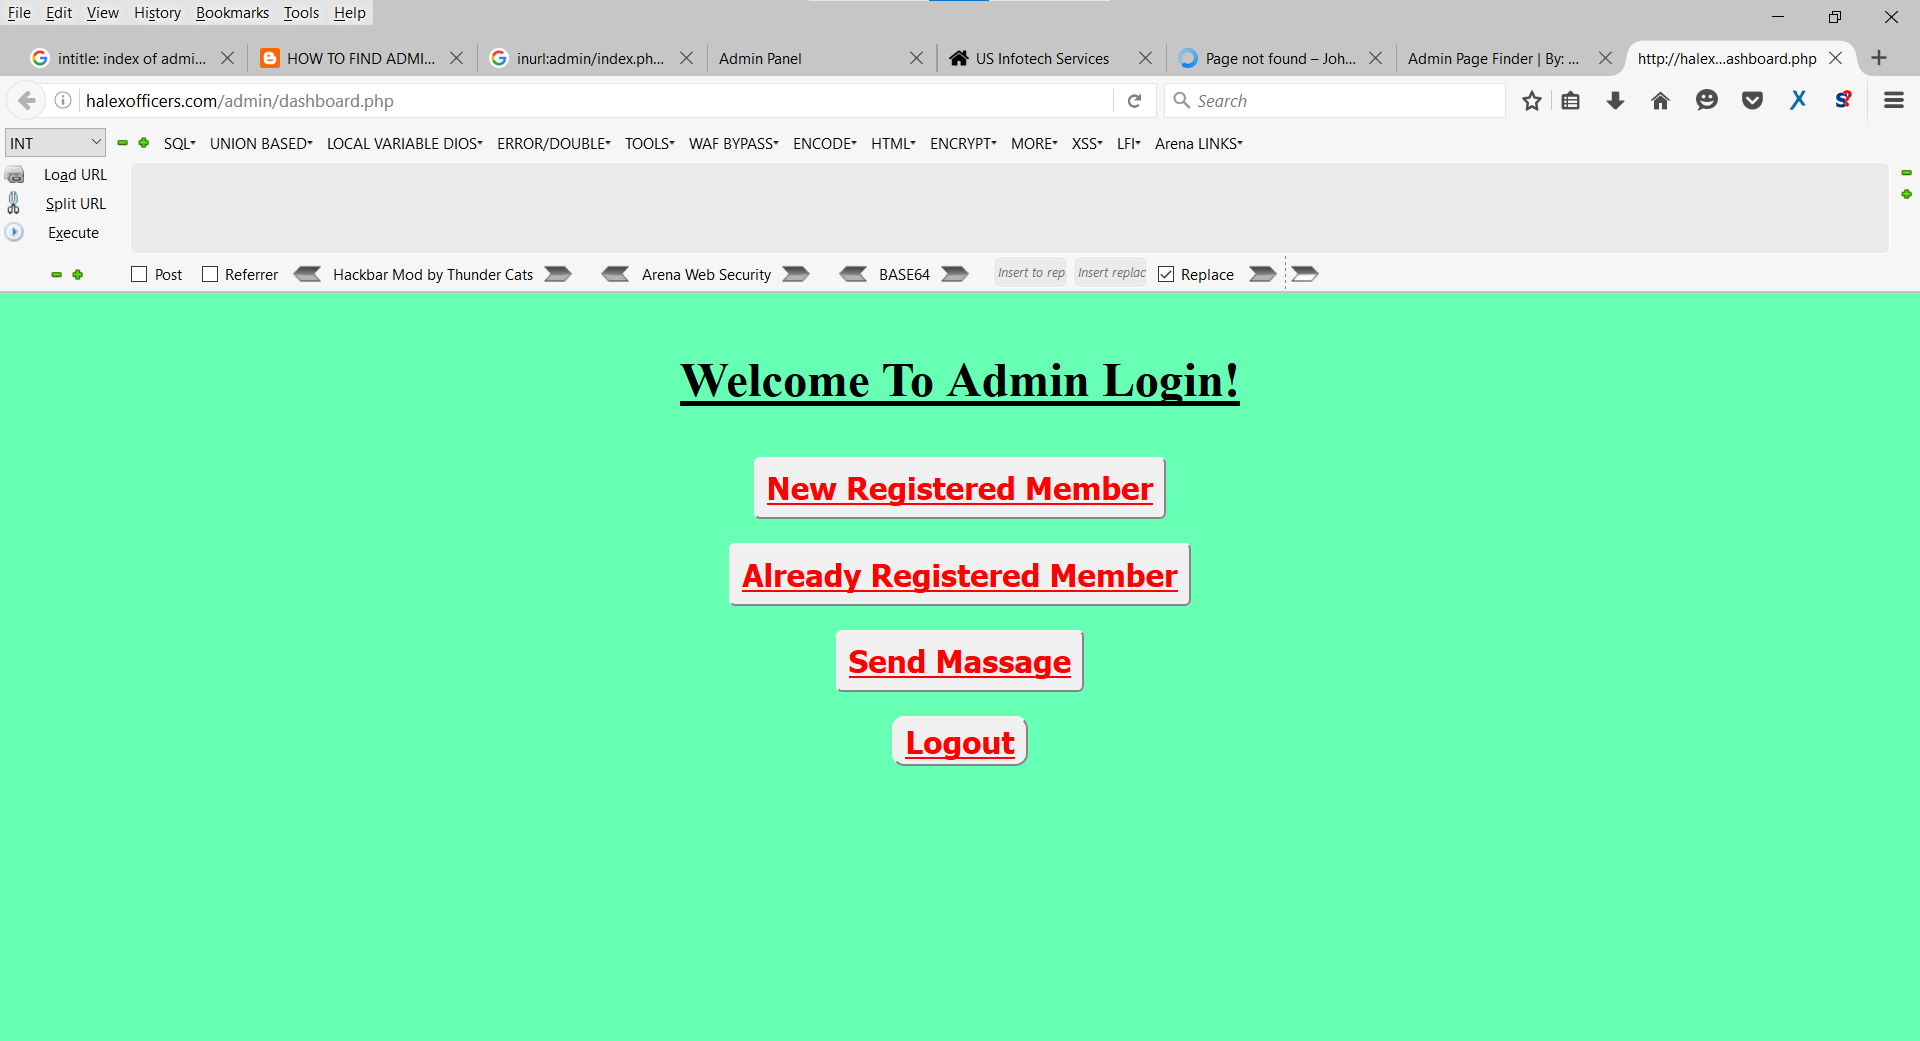 File Edit View History Bookmarks Tools Help
intitle: index of admi... HOW TO FIND ADMI... inurl:admin/index.ph... Admin Panel US Infotech Services Page not found – Joh... Admin Page Finder | By: ... http://halex...ashboard.php
halexofficers.com/admin/dashboard.php Search
INT SQL UNION BASED LOCAL VARIABLE DIOS ERROR/DOUBLE TOOLS WAF BYPASS ENCODE HTML ENCRYPT MORE XSS LFI Arena LINKS
Load URL
Split URL
Execute
Post Referrer Hackbar Mod by Thunder Cats Arena Web Security BASE64 Insert to rep Insert replac Replace
Welcome To Admin Login!
New Registered Member
Already Registered Member
Send Massage
Logout